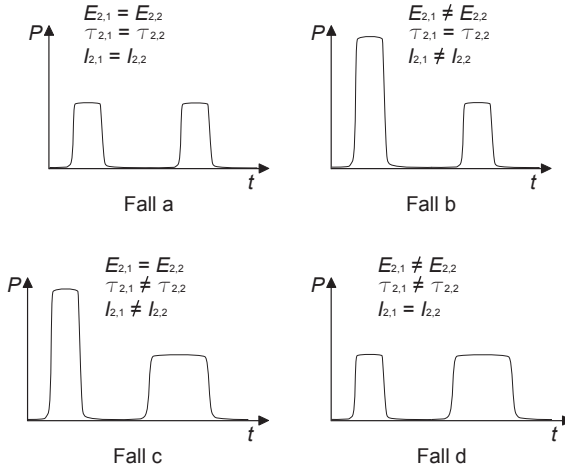 E2,1 = E2,2
τ2,1 = τ2,2
I2,1 = I2,2
P
t
Fall a
E2,1 ≠ E2,2
τ2,1 = τ2,2
I2,1 ≠ I2,2
P
t
Fall b
E2,1 = E2,2
τ2,1 ≠ τ2,2
I2,1 ≠ I2,2
P
t
Fall c
E2,1 ≠ E2,2
τ2,1 ≠ τ2,2
I2,1 = I2,2
P
t
Fall d